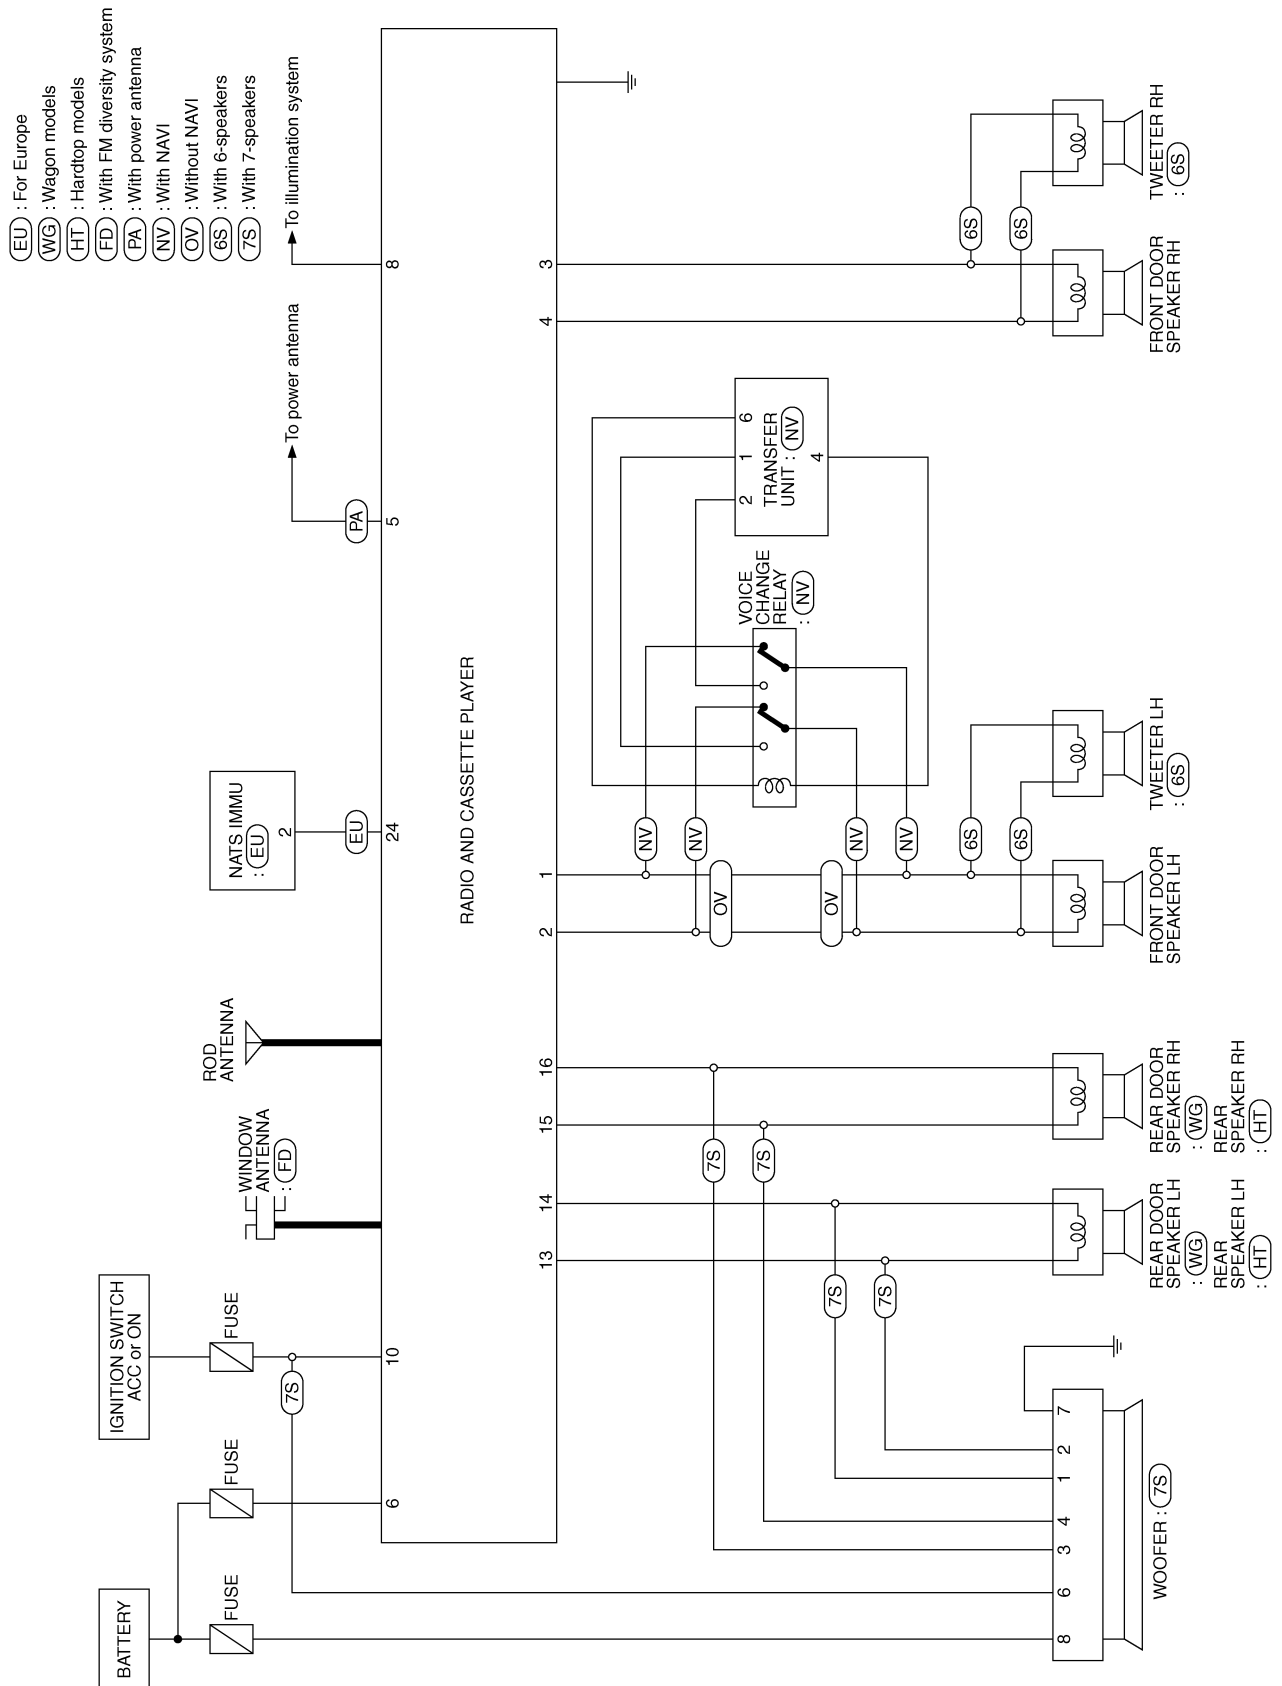 BATTERY
IGNITION SWITCH
ACC or ON
FUSE
FUSE
FUSE
7S
WINDOW
ANTENNA
: FD
ROD
ANTENNA
NATS IMMU
: EU
2
EU
PA
To power antenna
To illumination system
EU : For Europe
WG : Wagon models
HT : Hardtop models
FD : With FM diversity system
PA : With power antenna
NV : With NAVI
OV : Without NAVI
6S : With 6-speakers
7S : With 7-speakers
6
10
24
5
8
RADIO AND CASSETTE PLAYER
13
14
15
16
2
1
4
3
7S
7S
7S
7S
OV
OV
NV
NV
NV
NV
VOICE
CHANGE
RELAY
: NV
2
1
6
TRANSFER
UNIT : NV
4
6S
6S
6S
6S
8
6
3
4
1
2
7
WOOFER : 7S
REAR DOOR
SPEAKER LH
: WG
REAR
SPEAKER LH
: HT
REAR DOOR
SPEAKER RH
: WG
REAR
SPEAKER RH
: HT
FRONT DOOR
SPEAKER LH
TWEETER LH
: 6S
FRONT DOOR
SPEAKER RH
TWEETER RH
: 6S